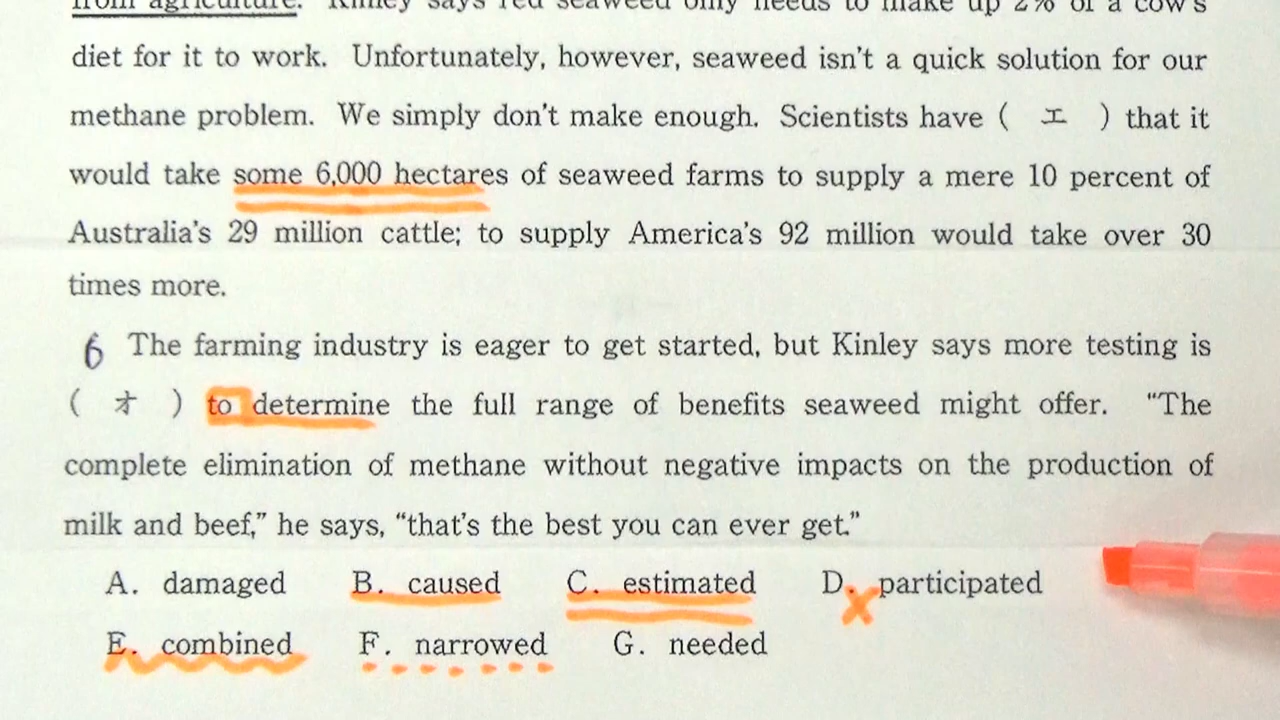 from agriculture. Kinley says red seaweed only needs to make up 2% of a cow's
diet for it to work. Unfortunately, however, seaweed isn't a quick solution for our
methane problem. We simply don't make enough. Scientists have ( エ ) that it
would take some 6,000 hectares of seaweed farms to supply a mere 10 percent of
Australia's 29 million cattle; to supply America's 92 million would take over 30
times more.
6 The farming industry is eager to get started, but Kinley says more testing is
( オ ) to determine the full range of benefits seaweed might offer. "The
complete elimination of methane without negative impacts on the production of
milk and beef," he says, "that's the best you can ever get."
A. damaged B. caused C. estimated D. participated
E. combined F. narrowed G. needed